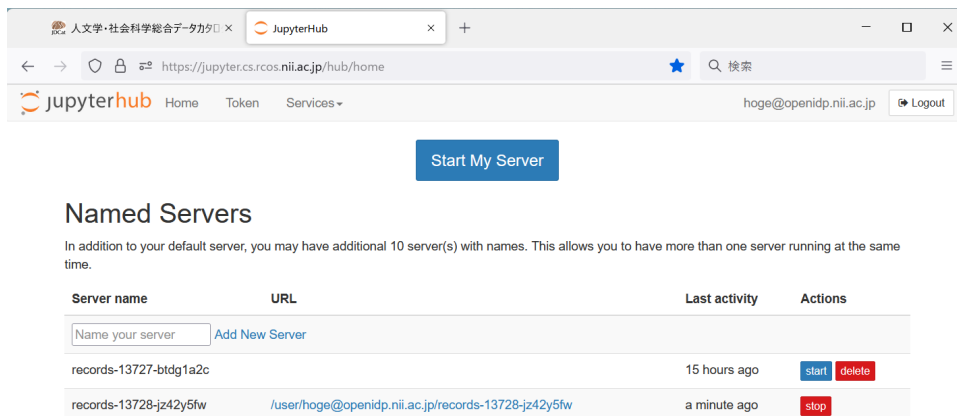 人文学・社会科学総合データカタロ
JupyterHub
https://jupyter.cs.rcos.nii.ac.jp/hub/home
検索
jupyterhub Home Token Services
hoge@openidp.nii.ac.jp
Logout
Start My Server
Named Servers
In addition to your default server, you may have additional 10 server(s) with names. This allows you to have more than one server running at the same
time.
Server name URL Last activity Actions
Name your server Add New Server
records-13727-btdg1a2c 15 hours ago start delete
records-13728-jz42y5fw /user/hoge@openidp.nii.ac.jp/records-13728-jz42y5fw a minute ago stop